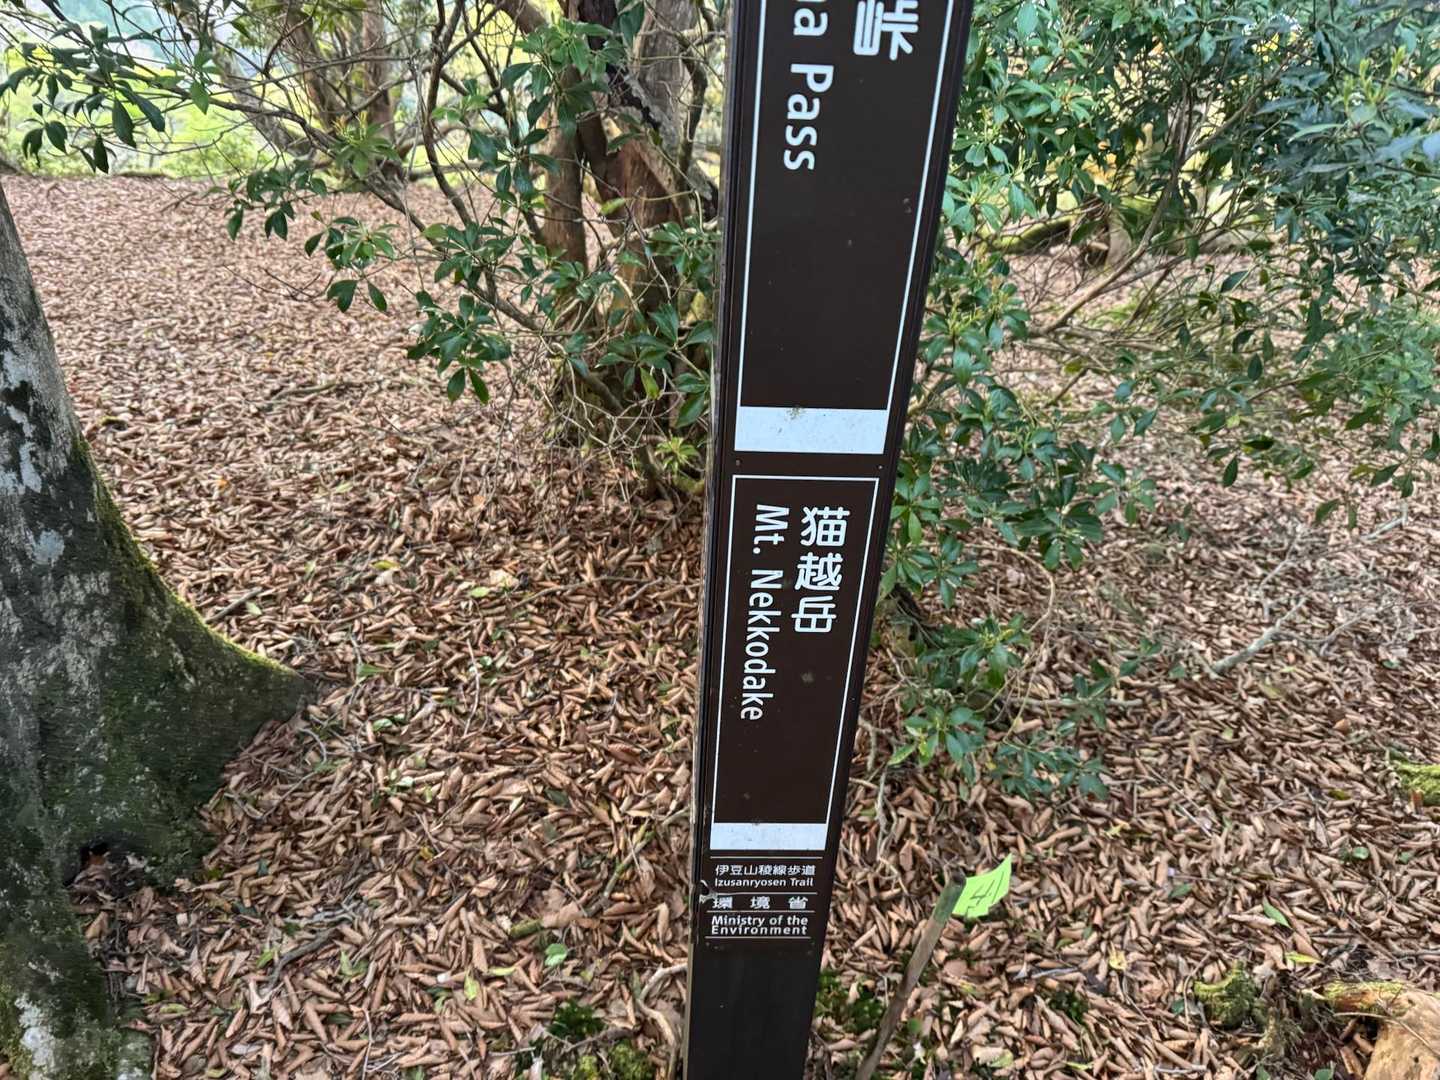 a Pass
猫越岳
Mt. Nekkodake
伊豆山稜線歩道
Izusanryosen Trail
環境省
Ministry of the
Environment